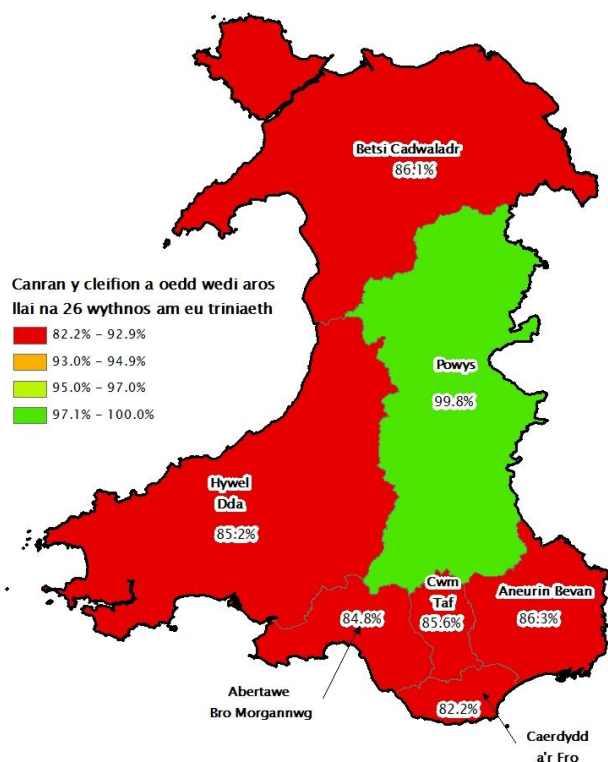 Betsi Cadwaladr
86.1%
Canran y cleifion a oedd wedi aros
llai na 26 wythnos am eu triniaeth
82.2% - 92.9%
93.0% - 94.9%
95.0% - 97.0%
97.1% - 100.0%
Powys
99.8%
Hywel
Dda
85.2%
Cwm
Taf
85.6%
Aneurin Bevan
86.3%
84.8%
Abertawe
Bro Morgannwg
82.2%
Caerdydd
a'r Fro